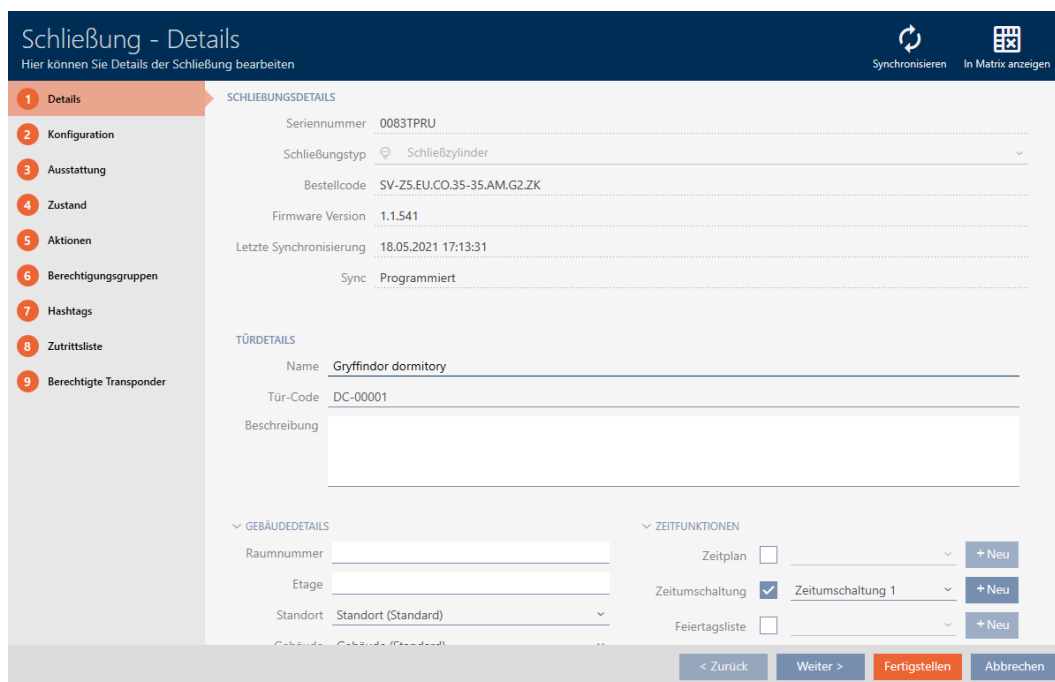 Schließung - Details
Hier können Sie Details der Schließung bearbeiten
Synchronisieren
In Matrix anzeigen
1 Details
2 Konfiguration
3 Ausstattung
4 Zustand
5 Aktionen
6 Berechtigungsgruppen
7 Hashtags
8 Zutrittsliste
9 Berechtigte Transponder
SCHLIEßUNGSDETAILS
Seriennummer 0083TPRU
Schließungstyp Schließzylinder
Bestellcode SV-Z5.EU.CO.35-35.AM.G2.ZK
Firmware Version 1.1.541
Letzte Synchronisierung 18.05.2021 17:13:31
Sync Programmiert
TÜRDETAILS
Name Gryffindor dormitory
Tür-Code DC-00001
Beschreibung
GEBÄUDEDETAILS
Raumnummer
Etage
Standort Standort (Standard)
Gebäude Gebäude (Standard)
ZEITFUNKTIONEN
Zeitplan + Neu
Zeitumschaltung Zeitumschaltung 1 + Neu
Feiertagsliste + Neu
< Zurück
Weiter >
Fertigstellen
Abbrechen